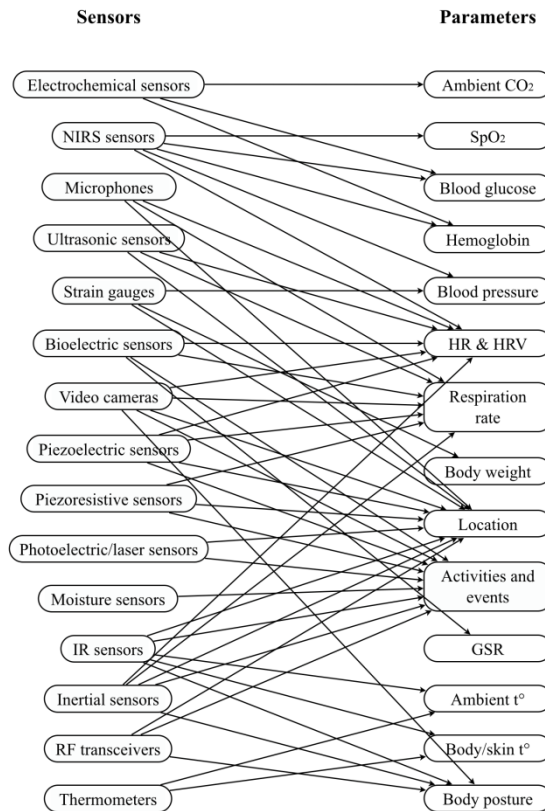 Sensors
Parameters
Electrochemical sensors
Ambient CO₂
NIRS sensors
SpO₂
Microphones
Blood glucose
Ultrasonic sensors
Hemoglobin
Strain gauges
Blood pressure
Bioelectric sensors
HR & HRV
Video cameras
Respiration
rate
Piezoelectric sensors
Body weight
Piezoresistive sensors
Location
Photoelectric/laser sensors
Activities and
events
Moisture sensors
IR sensors
GSR
Inertial sensors
Ambient t°
RF transceivers
Body/skin t°
Thermometers
Body posture